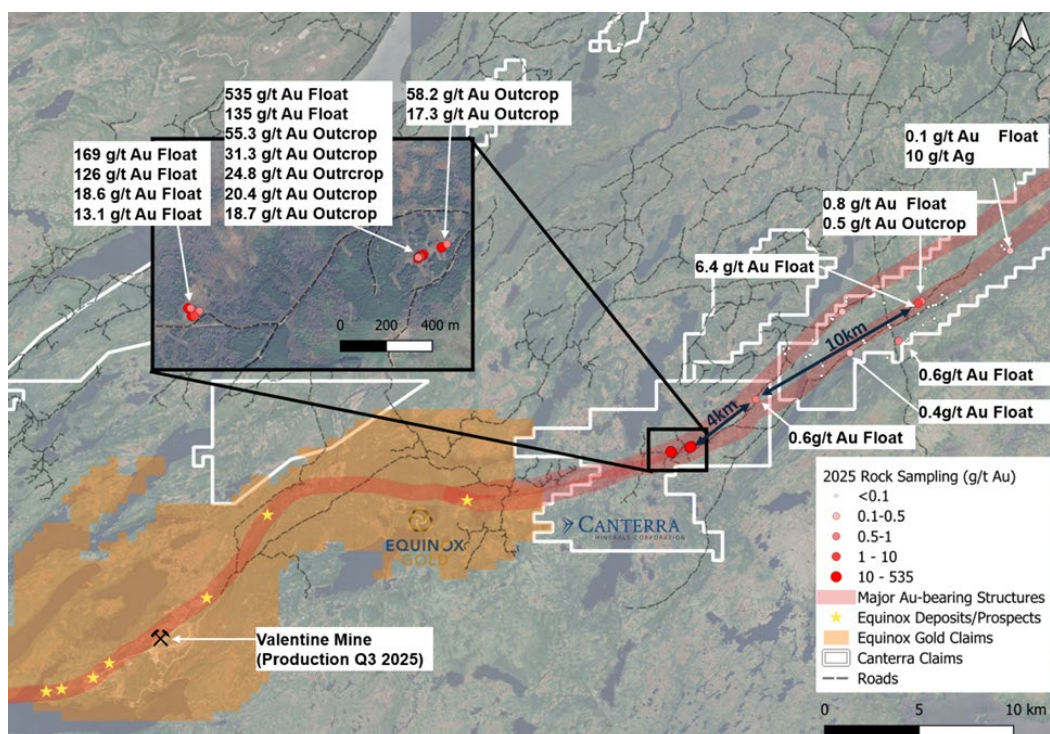 535 g/t Au Float
135 g/t Au Float
55.3 g/t Au Outcrop
31.3 g/t Au Outcrop
24.8 g/t Au Outrcrop
20.4 g/t Au Outcrop
18.7 g/t Au Outcrop
58.2 g/t Au Outcrop
17.3 g/t Au Outcrop
169 g/t Au Float
126 g/t Au Float
18.6 g/t Au Float
13.1 g/t Au Float
0.1 g/t Au Float
10 g/t Ag
0.8 g/t Au Float
0.5 g/t Au Outcrop
6.4 g/t Au Float
0 200 400 m
10km
4km
0.6g/t Au Float
0.4g/t Au Float
0.6g/t Au Float
EQUINOX
GOLD
CANTERRA
MINERALS CORPORATION
Valentine Mine
(Production Q3 2025)
2025 Rock Sampling (g/t Au)
<0.1
0.1-0.5
0.5-1
1 - 10
10 - 535
Major Au-bearing Structures
Equinox Deposits/Prospects
Equinox Gold Claims
Canterra Claims
Roads
0 5 10 km